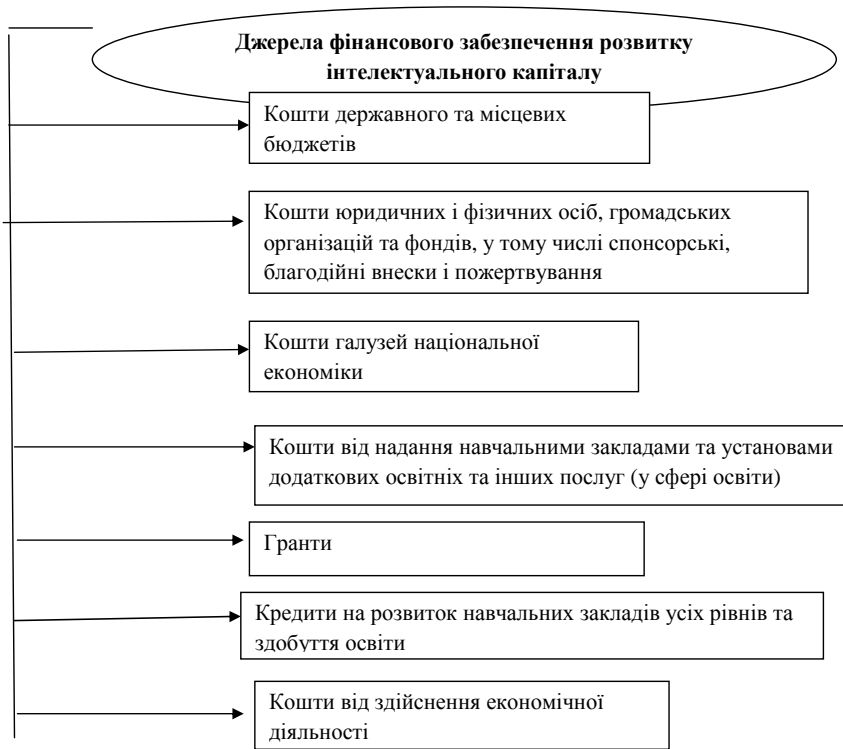 Джерела фінансового забезпечення розвитку
інтелектуального капіталу
Кошти державного та місцевих
бюджетів
Кошти юридичних і фізичних осіб, громадських
організацій та фондів, у тому числі спонсорські,
благодійні внески і пожертвування
Кошти галузей національної
економіки
Кошти від надання навчальними закладами та установами
додаткових освітніх та інших послуг (у сфері освіти)
Гранти
Кредити на розвиток навчальних закладів усіх рівнів та
здобуття освіти
Кошти від здійснення економічної
діяльності